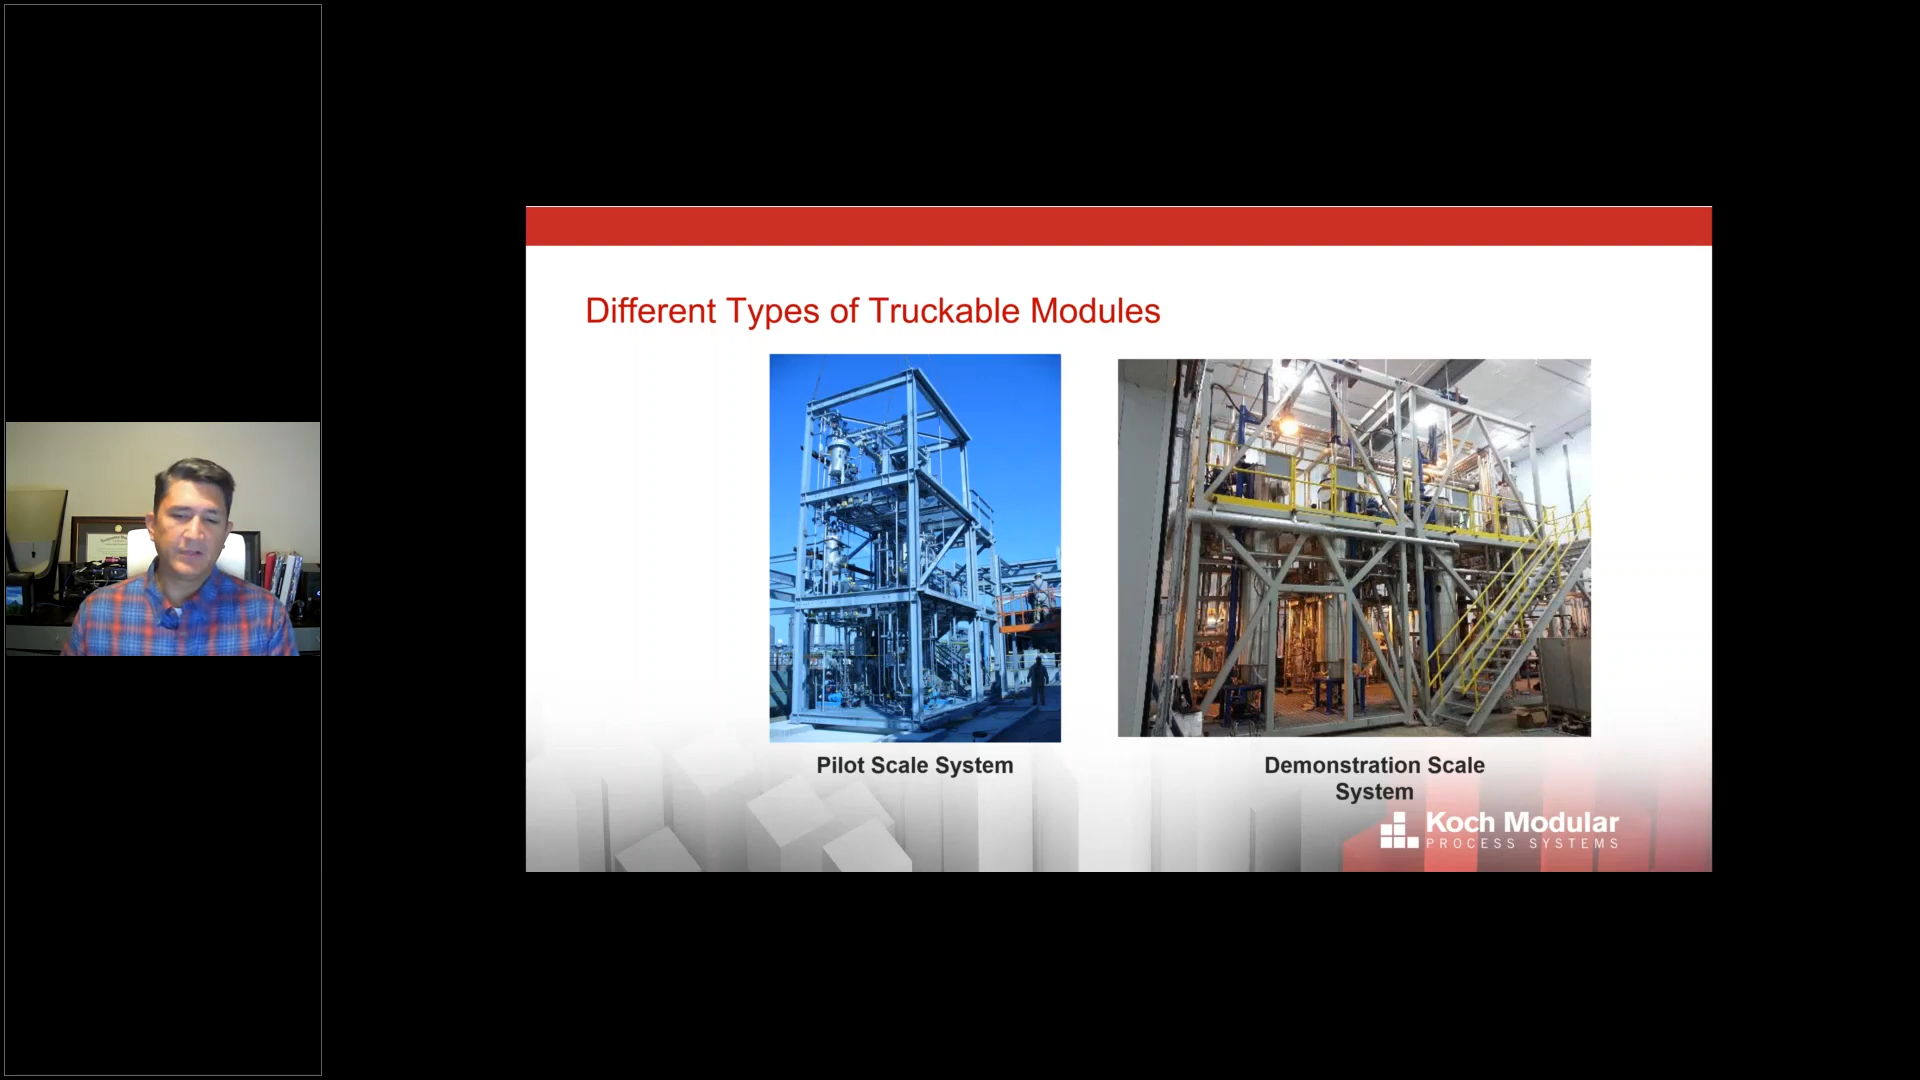 Different Types of Truckable Modules
Pilot Scale System
Demonstration Scale
System
Koch Modular
PROCESS SYSTEMS